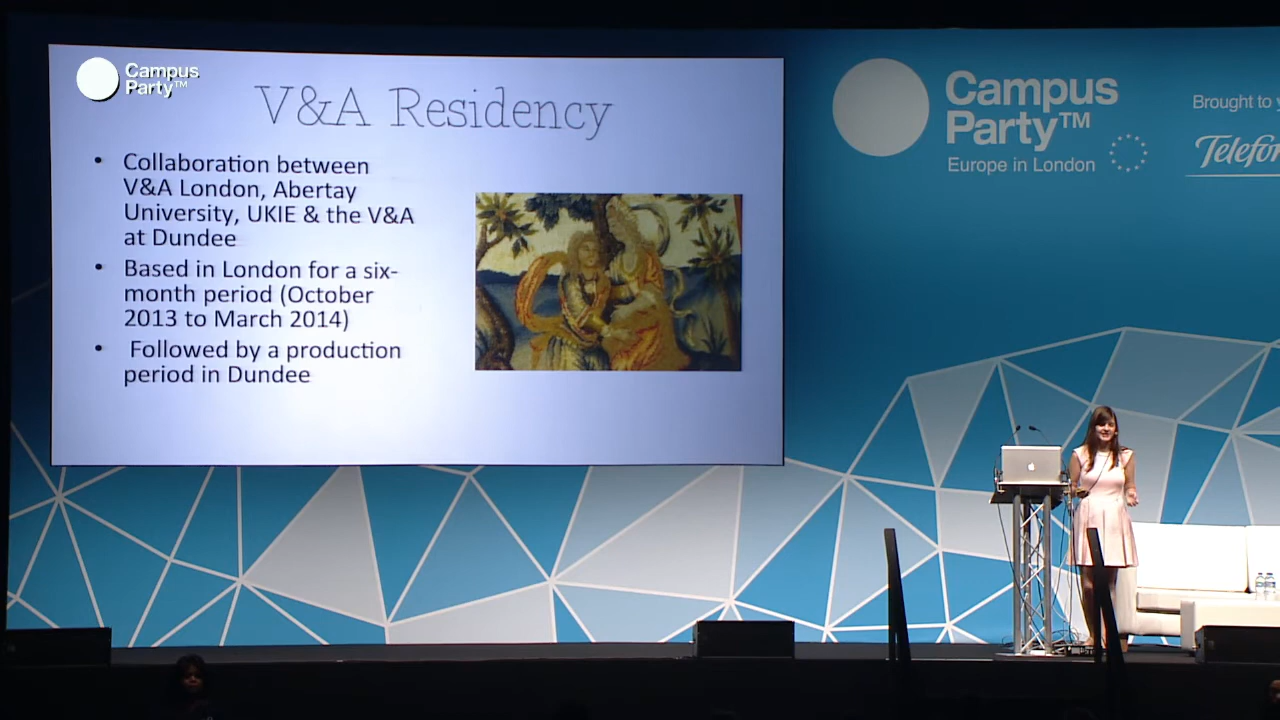 Campus
Party™
V&A Residency
• Collaboration between
V&A London, Abertay
University, UKIE & the V&A
at Dundee
• Based in London for a six-
month period (October
2013 to March 2014)
• Followed by a production
period in Dundee
Campus
Party™
Europe in London
Brought to y
Telefón